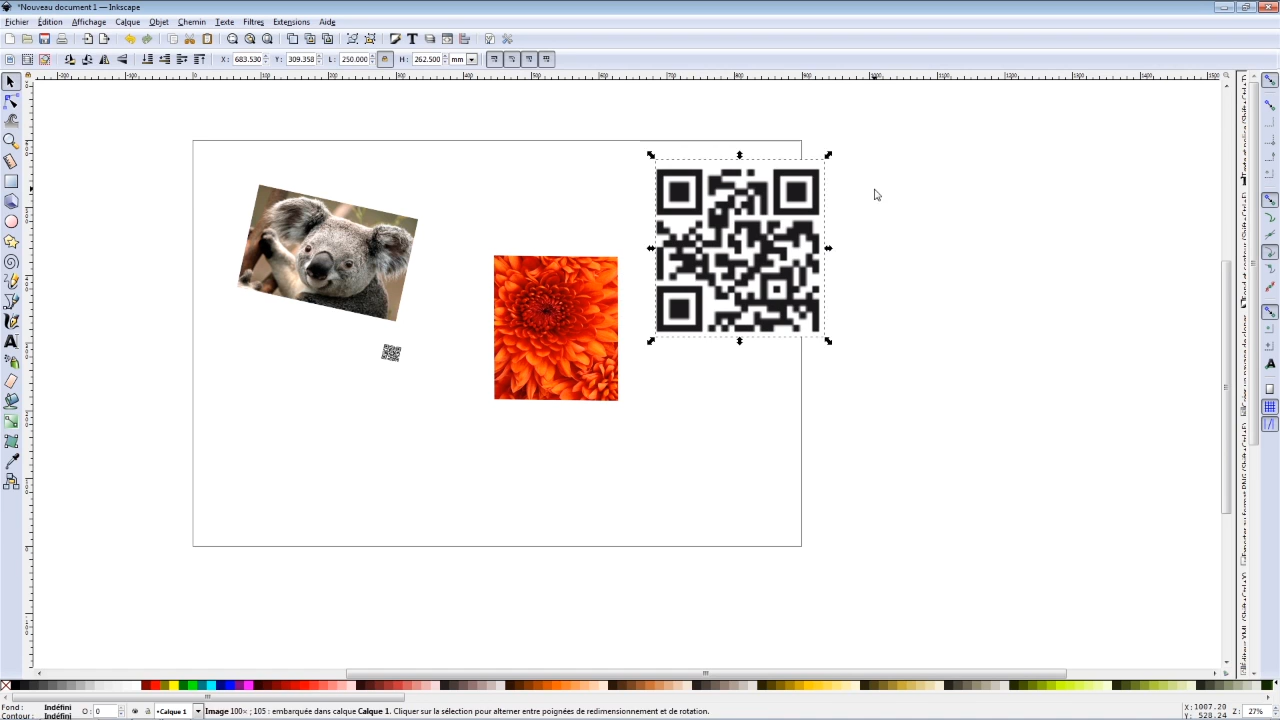 *Nouveau document 1 — Inkscape
Fichier Édition Affichage Calque Objet Chemin Texte Filtres Extensions Aide
X: 683.530 Y: 309.358 L: 250.000 H: 262.500 mm
Fond : Indéfini O: 0 Calque 1 Image 100 × ; 105 : embarquée dans calque Calque 1. Cliquer sur la sélection pour alterner entre poignées de redimensionnement et de rotation. X: 1007.20 Z: 27%
Contour : Indéfini Y: 528.24